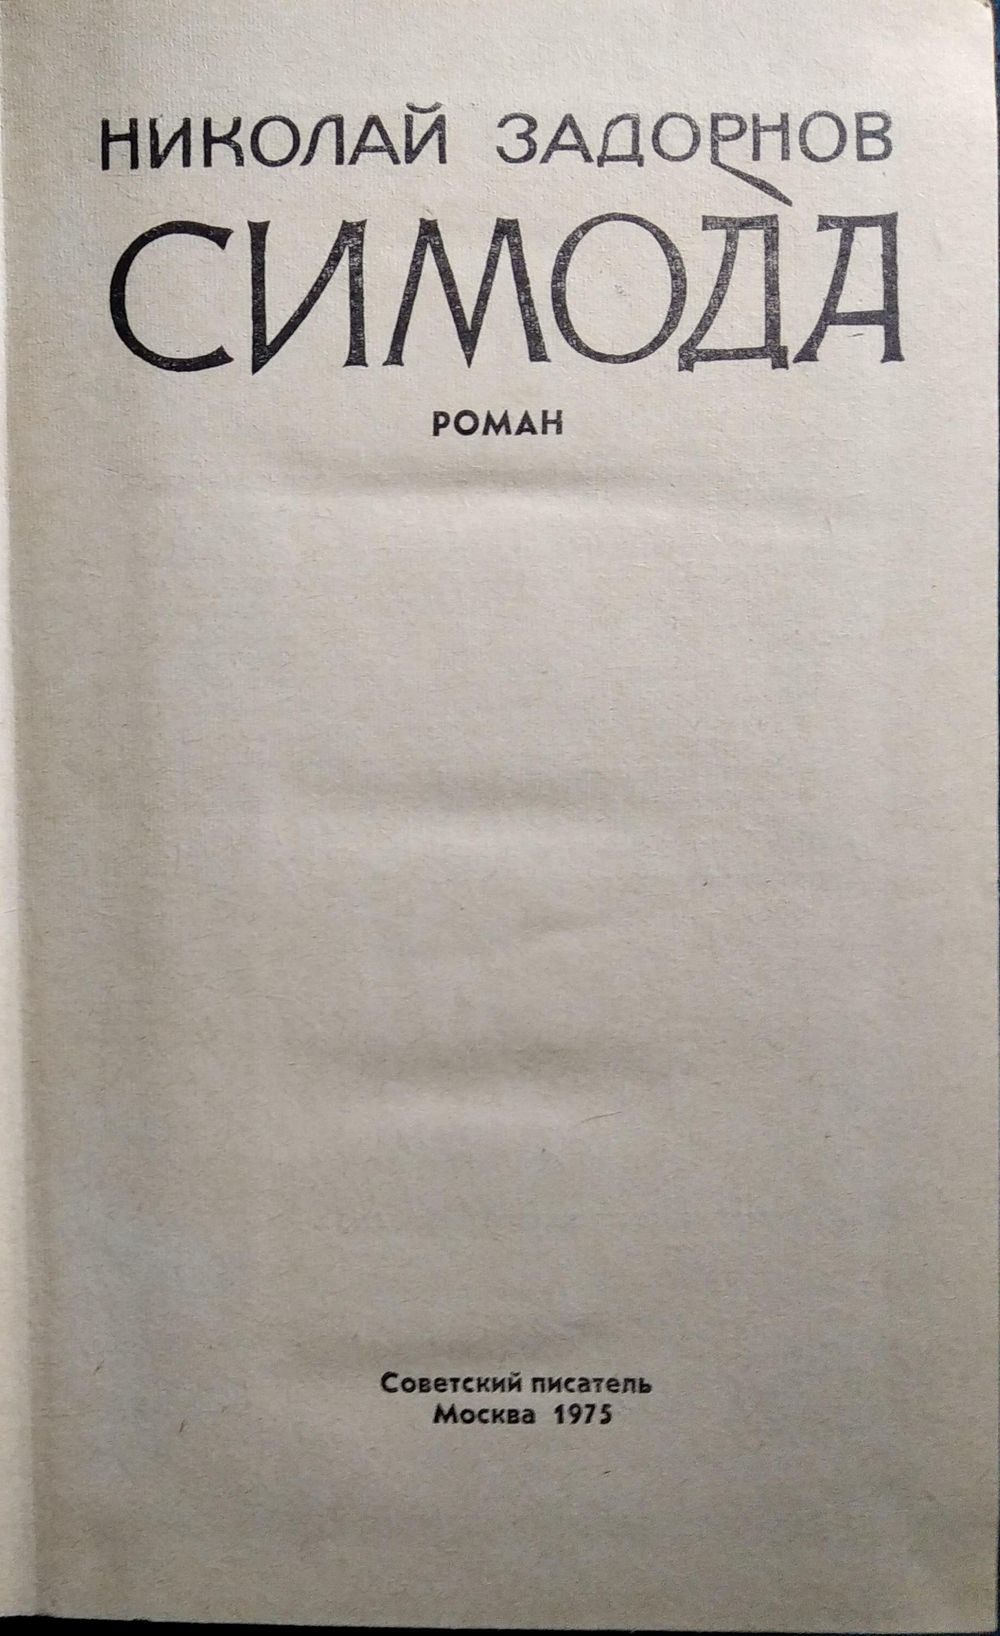 НИКОЛАЙ ЗАДОРНОВ
СИМОДА
РОМАН
Советский писатель
Москва 1975